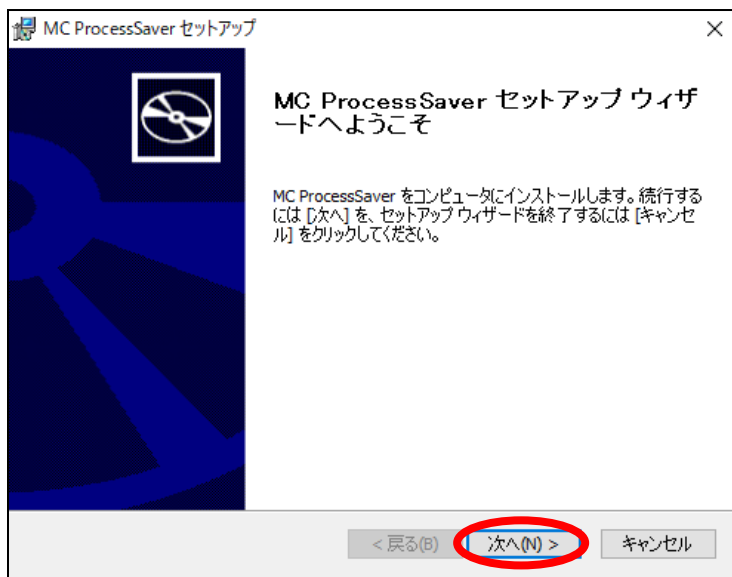 MC ProcessSaver セットアップ
MC ProcessSaver セットアップ ウィザ
ードへようこそ
MC ProcessSaver をコンピュータにインストールします。続行する
には [次へ] を、セットアップ ウィザードを終了するには [キャンセ
ル] をクリックしてください。
< 戻る(B)
次へ(N) >
キャンセル